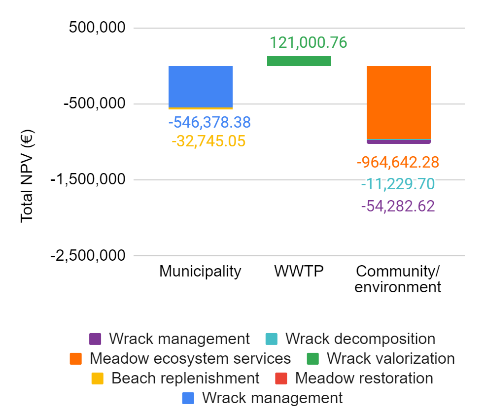 500,000
121,000.76
-500,000
-546,378.38
-32,745.05
-964,642.28
-1,500,000
-11,229.70
-54,282.62
-2,500,000
Total NPV (€)
Municipality
WWTP
Community/
environment
Wrack management
Wrack decomposition
Meadow ecosystem services
Wrack valorization
Beach replenishment
Meadow restoration
Wrack management